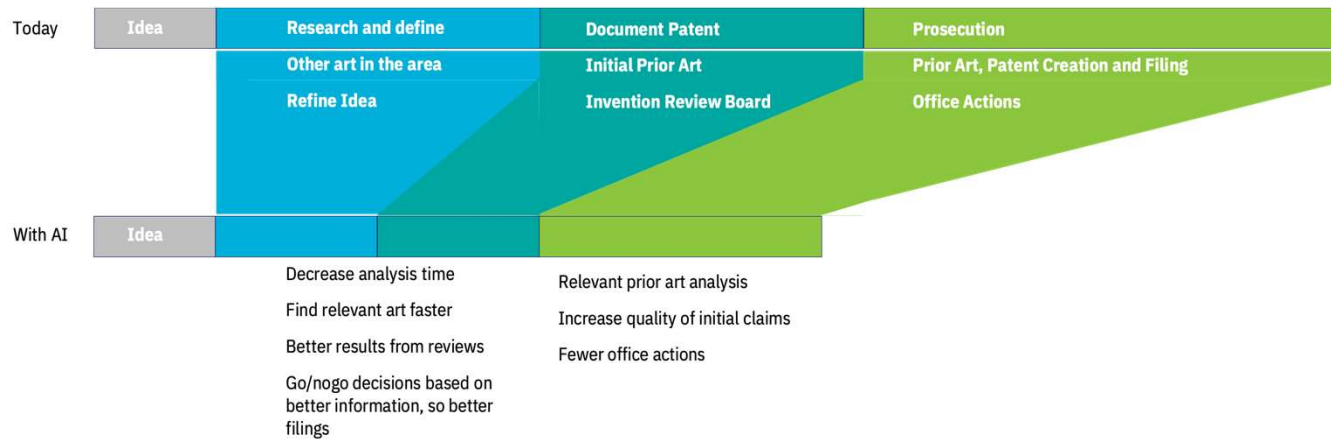 Today
Idea
Research and define
Document Patent
Prosecution
Other art in the area
Initial Prior Art
Prior Art, Patent Creation and Filing
Refine Idea
Invention Review Board
Office Actions
With AI
Idea
Decrease analysis time
Find relevant art faster
Better results from reviews
Go/nogo decisions based on
better information, so better
filings
Relevant prior art analysis
Increase quality of initial claims
Fewer office actions